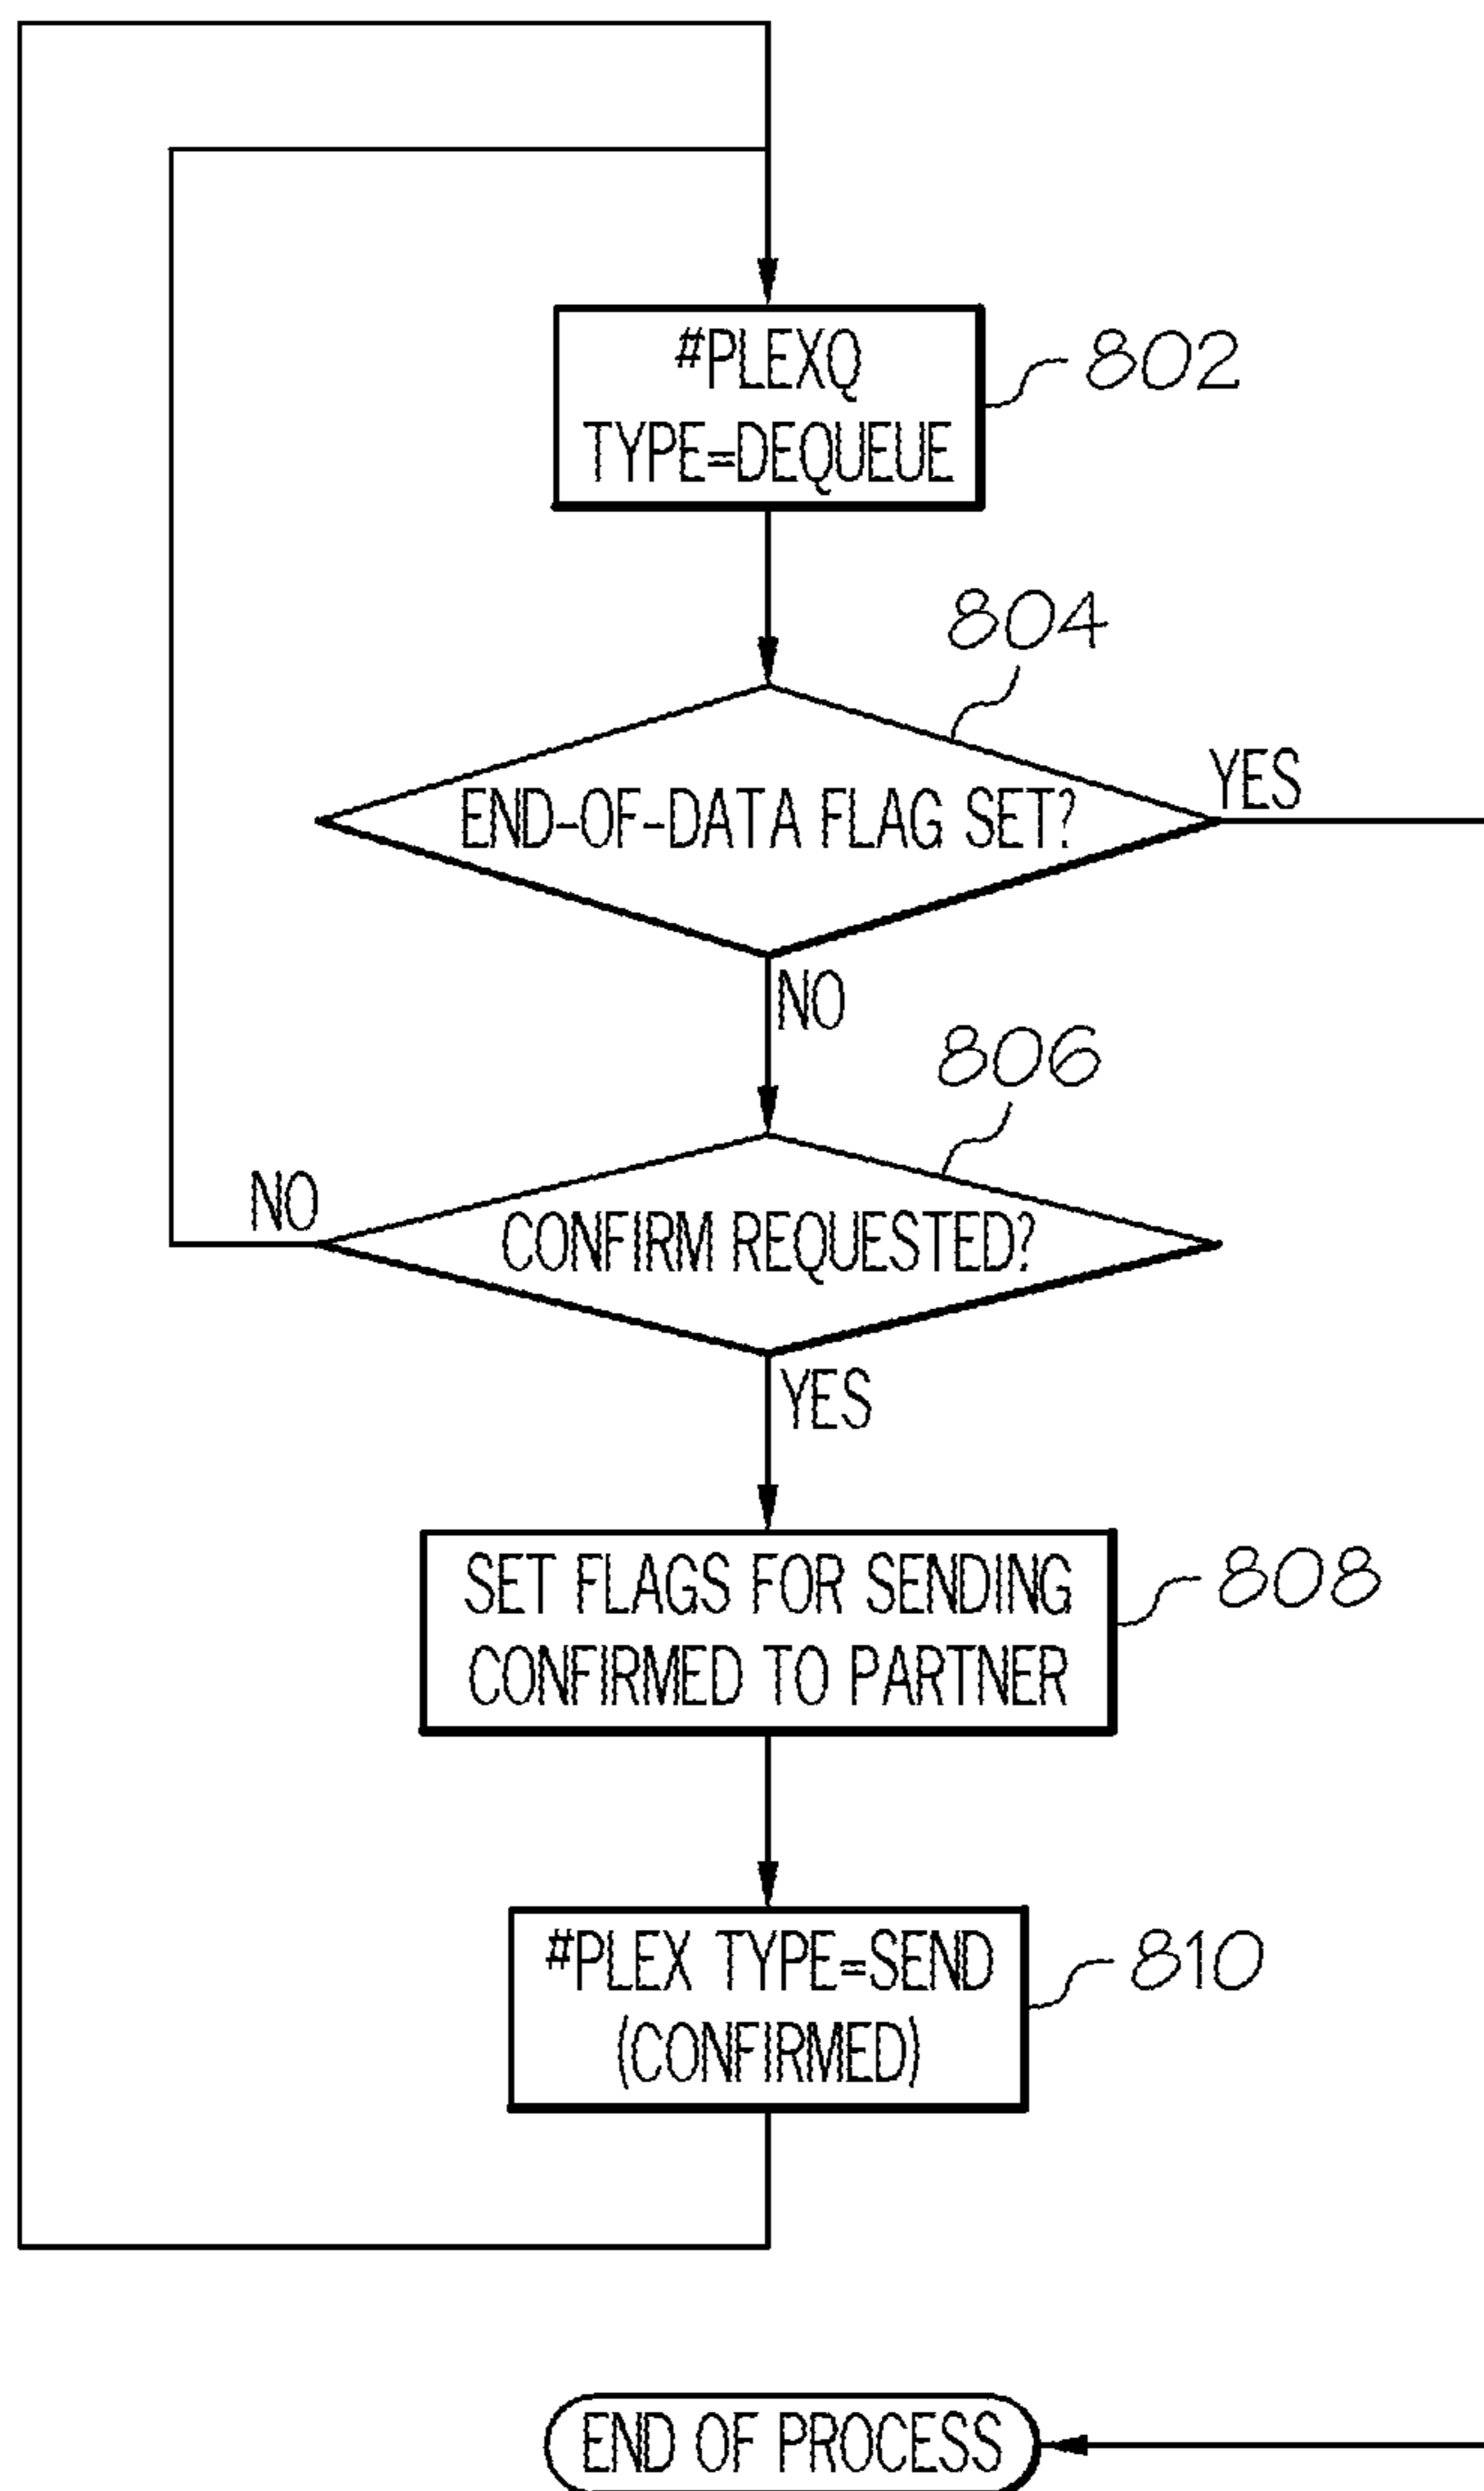 #PLEXQ
TYPE=DEQUEUE
802
804
END-OF-DATA FLAG SET?
YES
NO
806
CONFIRM REQUESTED?
NO
YES
SET FLAGS FOR SENDING
CONFIRMED TO PARTNER
808
#PLEX TYPE=SEND
(CONFIRMED)
810
END OF PROCESS